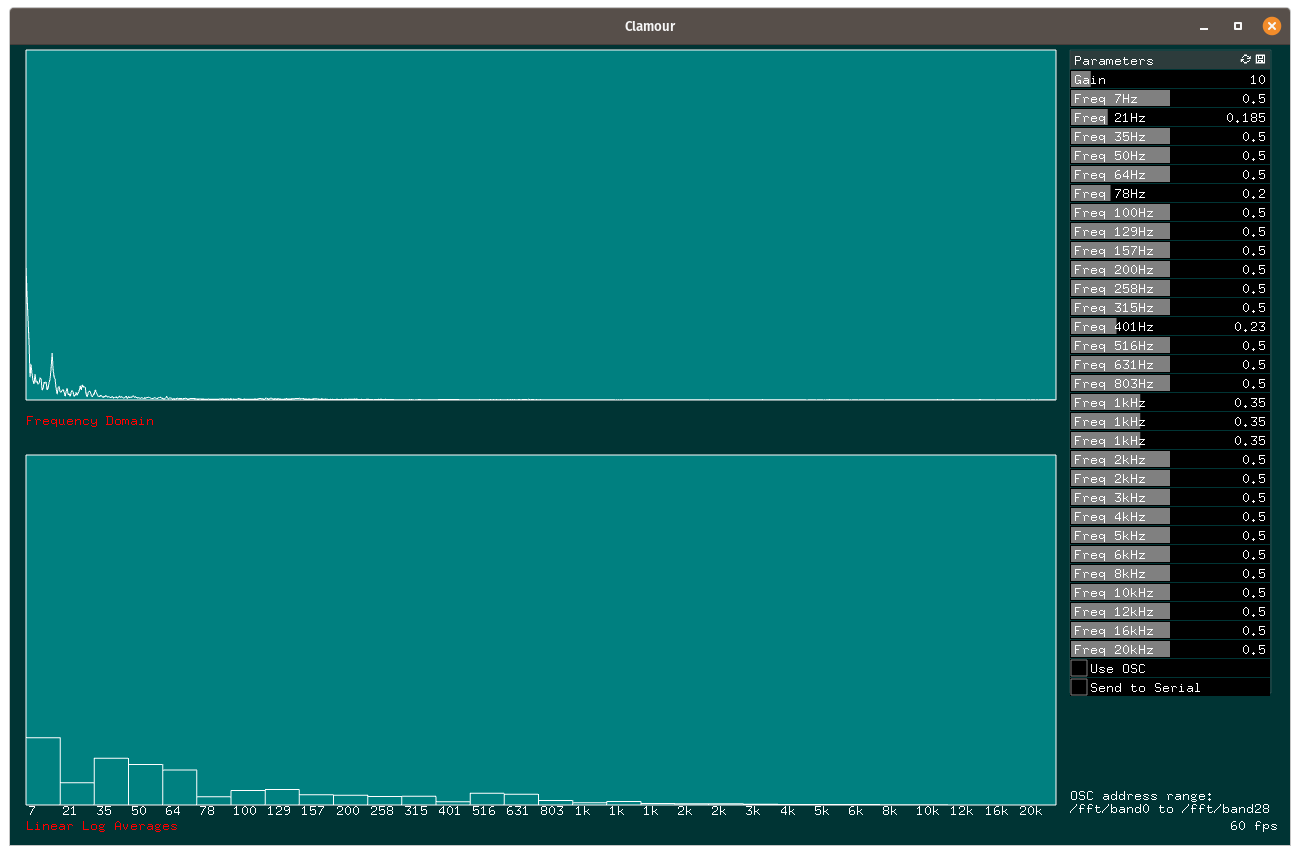 Clamour
Parameters
Gain 10
Freq 7Hz 0.5
Freq 21Hz 0.185
Freq 35Hz 0.5
Freq 50Hz 0.5
Freq 64Hz 0.5
Freq 78Hz 0.2
Freq 100Hz 0.5
Freq 129Hz 0.5
Freq 157Hz 0.5
Freq 200Hz 0.5
Freq 258Hz 0.5
Freq 315Hz 0.5
Freq 401Hz 0.23
Freq 516Hz 0.5
Freq 631Hz 0.5
Freq 803Hz 0.5
Freq 1kHz 0.35
Freq 1kHz 0.35
Freq 1kHz 0.35
Freq 2kHz 0.5
Freq 2kHz 0.5
Freq 3kHz 0.5
Freq 4kHz 0.5
Freq 5kHz 0.5
Freq 6kHz 0.5
Freq 8kHz 0.5
Freq 10kHz 0.5
Freq 12kHz 0.5
Freq 16kHz 0.5
Freq 20kHz 0.5
Use OSC
Send to Serial
Frequency Domain
7 21 35 50 64 78 100 129 157 200 258 315 401 516 631 803 1k 1k 1k 2k 2k 3k 4k 5k 6k 8k 10k 12k 16k 20k
Linear Log Averages
OSC address range:
/fft/band0 to /fft/band28
60 fps